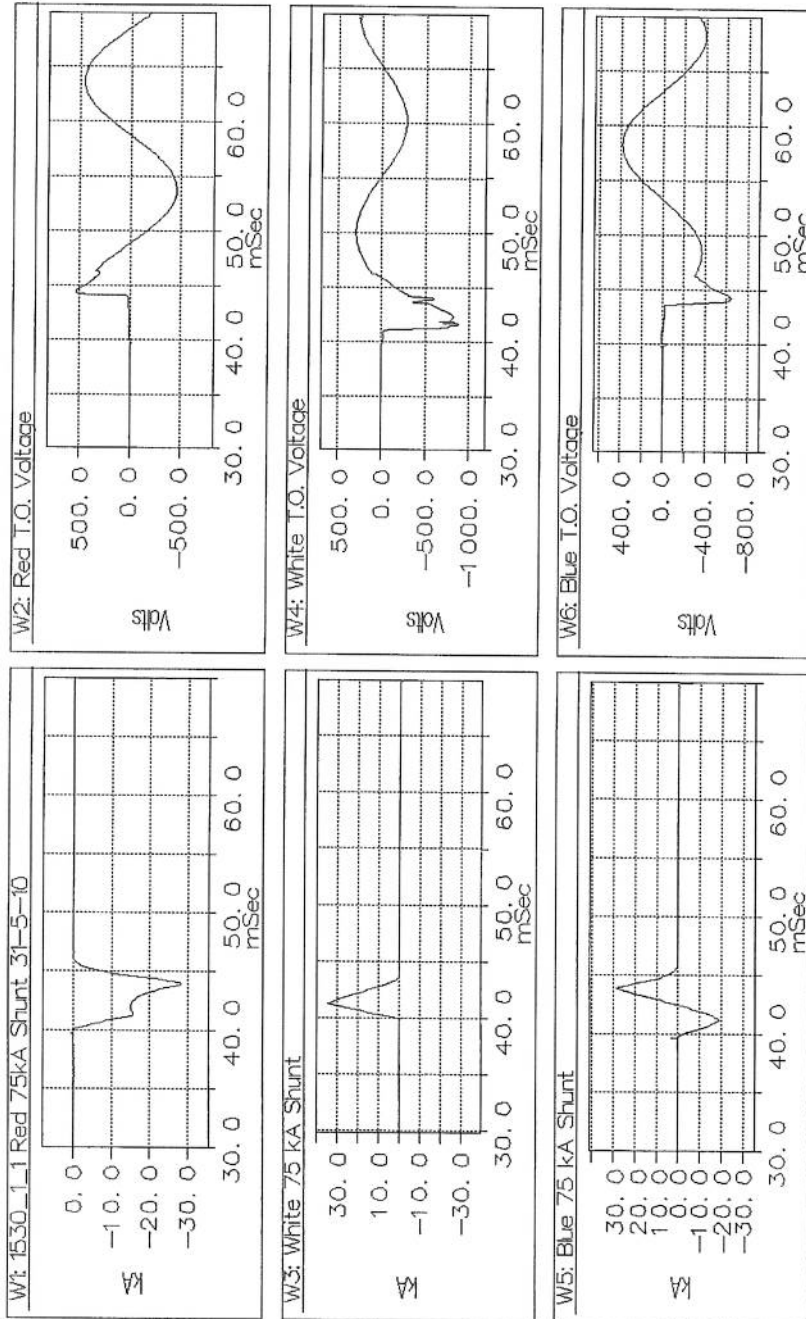 W1: 1530_1_1 Red 75kA Shunt 31-5-10
kA
0. 0
-10. 0
-20. 0
-30. 0
30. 0
40. 0
50. 0
60. 0
mSec
W2: Red T.O. Voltage
Volts
500. 0
0. 0
-500. 0
30. 0
40. 0
50. 0
60. 0
mSec
W3: White 75 kA Shunt
kA
30. 0
10. 0
-10. 0
-30. 0
30. 0
40. 0
50. 0
60. 0
mSec
W4: White T.O. Voltage
Volts
500. 0
0. 0
-500. 0
-1000. 0
30. 0
40. 0
50. 0
60. 0
mSec
W5: Blue 75 kA Shunt
kA
30. 0
20. 0
10. 0
0. 0
-10. 0
-20. 0
-30. 0
30. 0
40. 0
50. 0
60. 0
mSec
W6: Blue T.O. Voltage
Volts
400. 0
0. 0
-400. 0
-800. 0
30. 0
40. 0
50. 0
60. 0
mSec